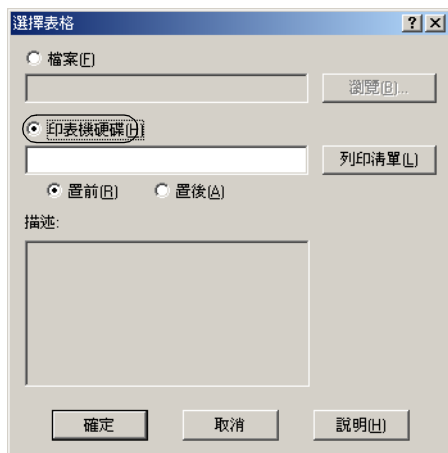 選擇表格
檔案(F)
瀏覽(B)...
印表機硬碟(H)
列印清單(L)
置前(R) 置後(A)
描述:
確定 取消 說明(H)